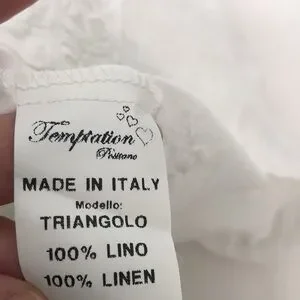 Temptation
Positano
MADE IN ITALY
Modello:
TRIANGOLO
100% LINO
100% LINEN